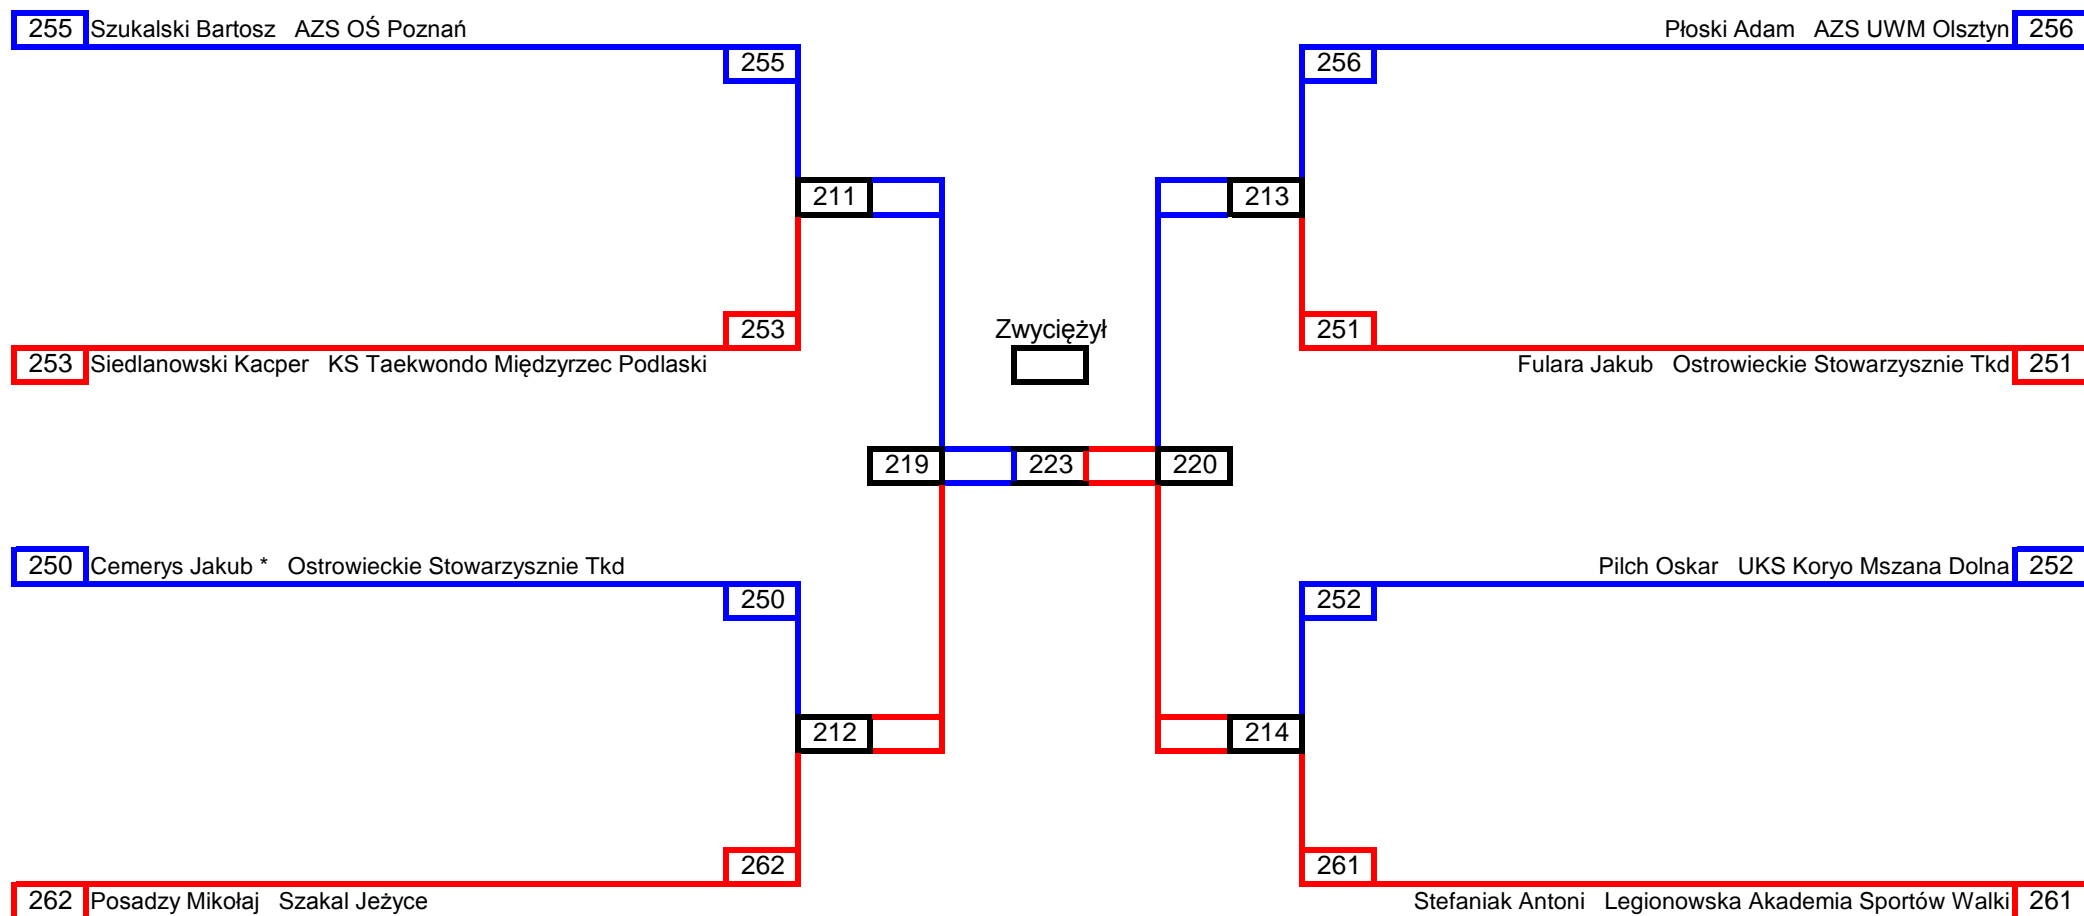 255 Szukalski Bartosz AZS OŚ Poznań
Płoski Adam AZS UWM Olsztyn 256
255
256
211
213
253
Zwyciężył
251
253 Siedlanowski Kacper KS Taekwondo Międzyrzec Podlaski
Fulara Jakub Ostrowieckie Stowarzysznie Tkd 251
219
223
220
250 Cemerys Jakub * Ostrowieckie Stowarzysznie Tkd
Pilch Oskar UKS Koryo Mszana Dolna 252
250
252
212
214
262
261
262 Posadzy Mikołaj Szakal Jeżyce
Stefaniak Antoni Legionowska Akademia Sportów Walki 261